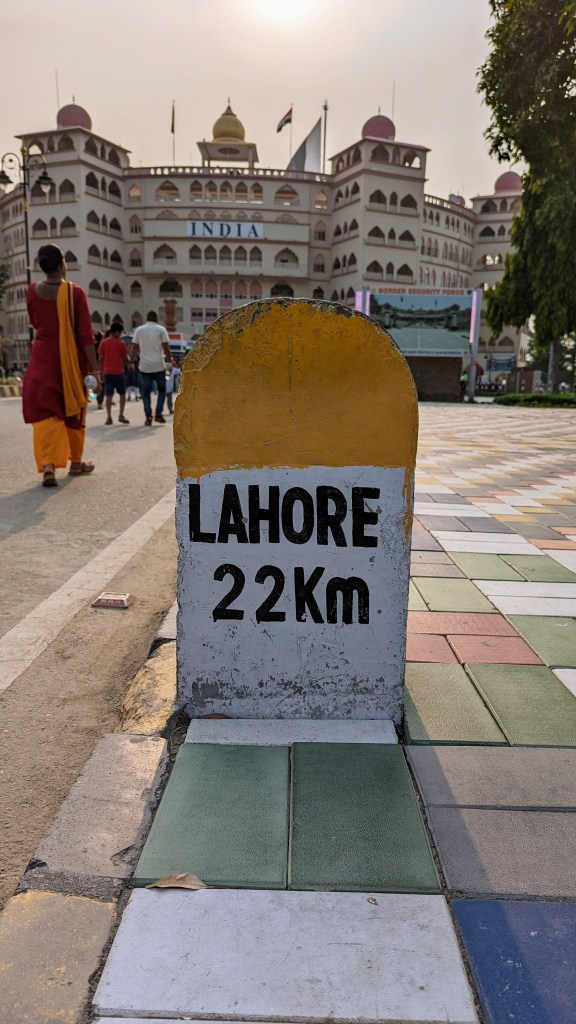 INDIA
BORDER SECURITY FORCE
LAHORE
22Km